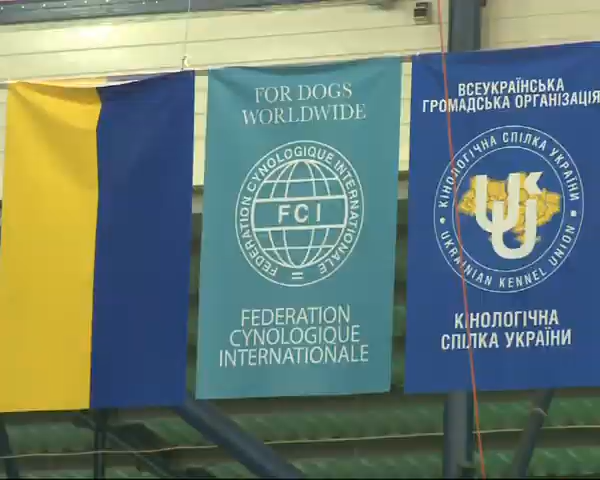 FOR DOGS
WORLDWIDE
FEDERATION CYNOLOGIQUE INTERNATIONALE
FCI
FEDERATION
CYNOLOGIQUE
INTERNATIONALE
ВСЕУКРАЇНСЬКА
ГРОМАДСЬКА ОРГАНІЗАЦІЯ
КІНОЛОГІЧНА СПІЛКА УКРАЇНИ
UKU
UKRAINIAN KENNEL UNION
КІНОЛОГІЧНА
СПІЛКА УКРАЇНИ